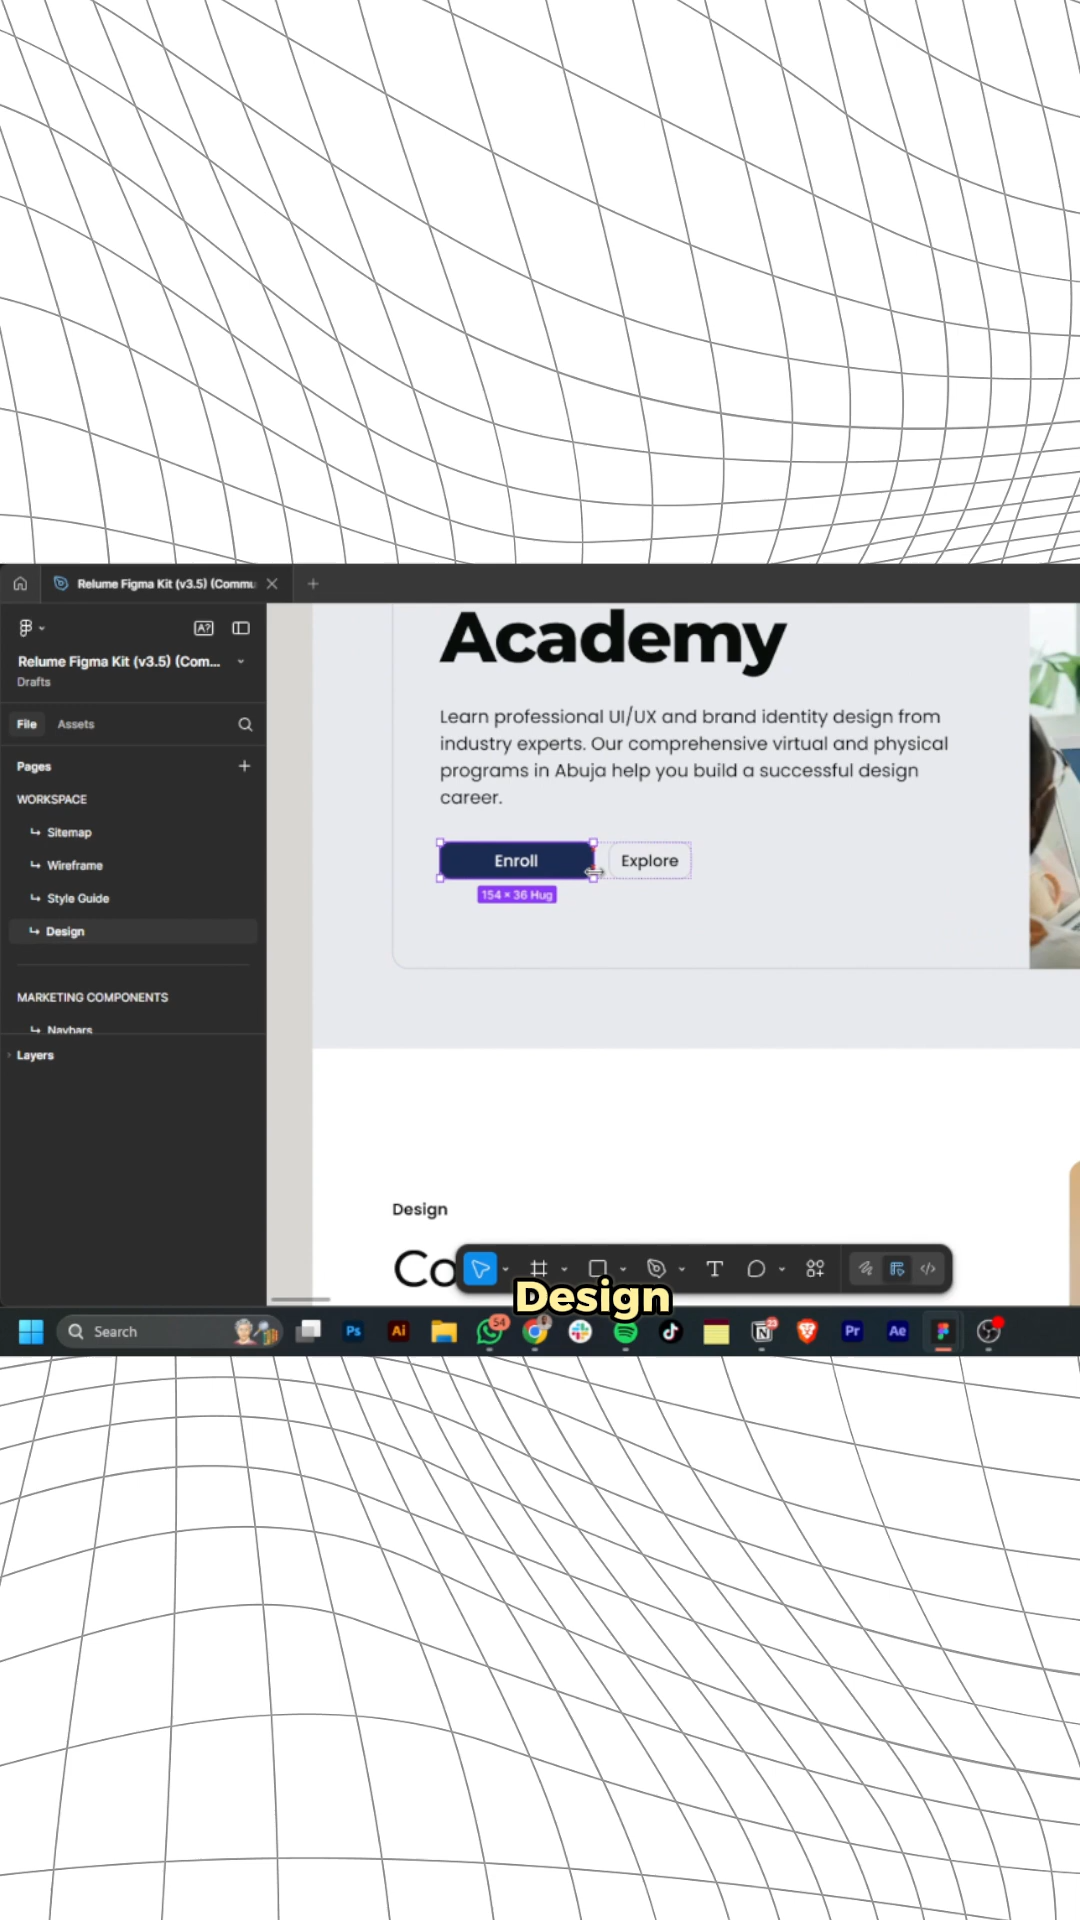 Relume Figma Kit (v3.5) (Commu
Relume Figma Kit (v3.5) (Com...
Drafts
File
Assets
Pages
WORKSPACE
Sitemap
Wireframe
Style Guide
Design
MARKETING COMPONENTS
Navbars
Layers
Academy
Learn professional UI/UX and brand identity design from
industry experts. Our comprehensive virtual and physical
programs in Abuja help you build a successful design
career.
Enroll
Explore
154 × 36 Hug
Design
Co
Design
Search
Ps
Ai
54
23
Pr
Ae